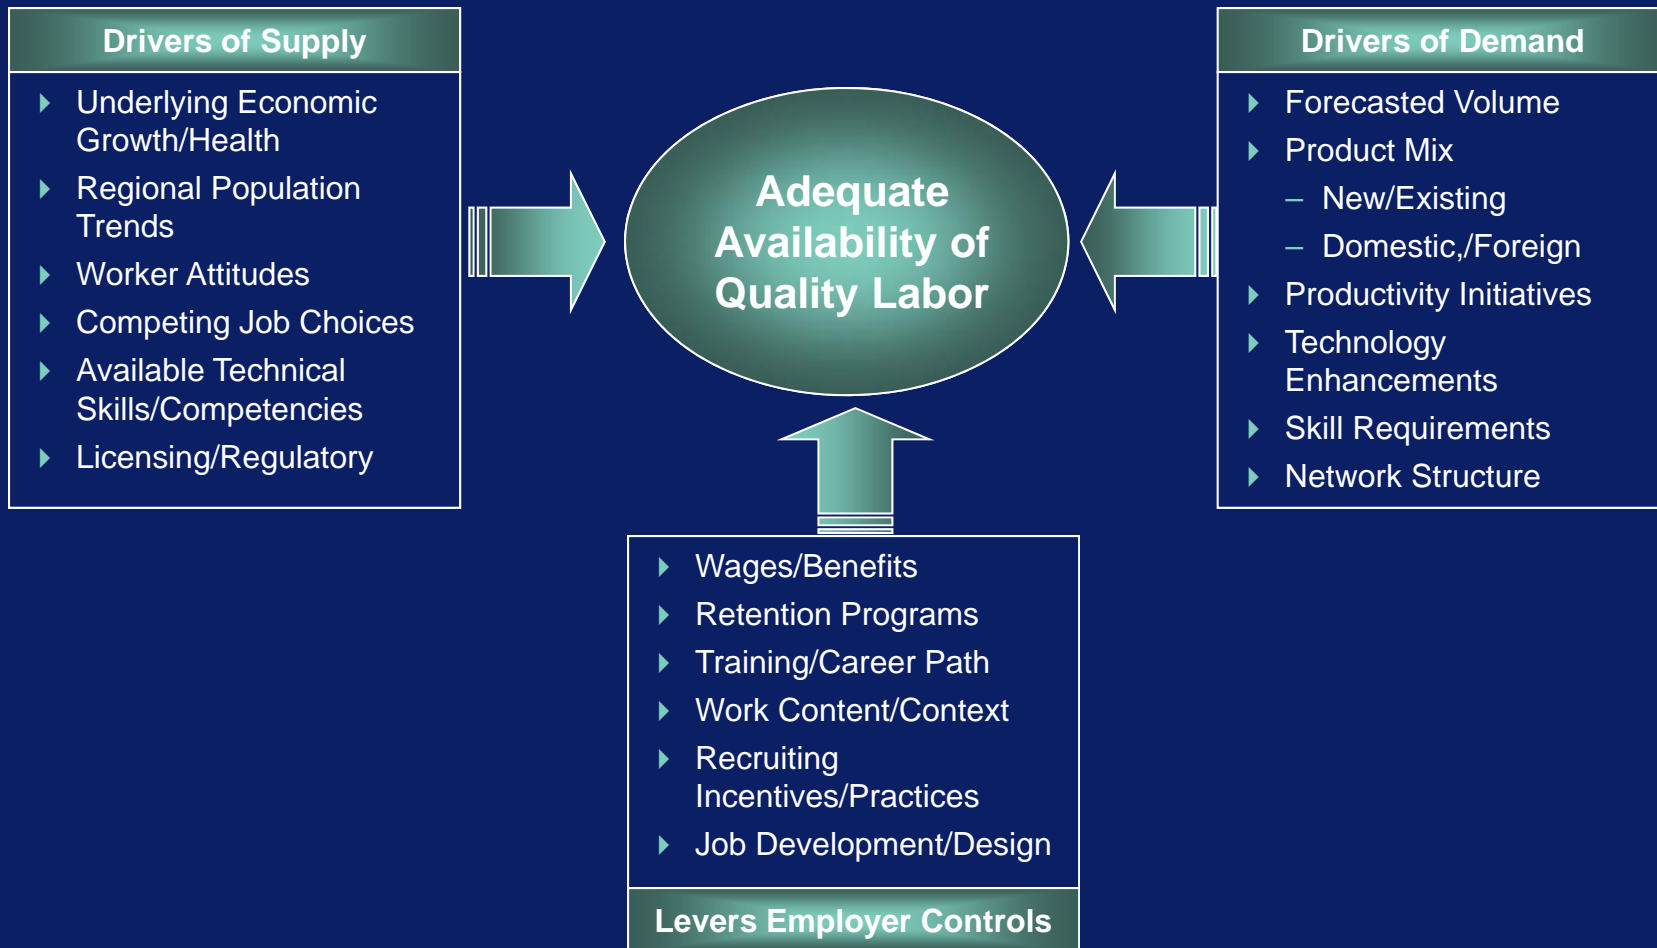 Drivers of Supply
Underlying Economic
Growth/Health
Regional Population
Trends
Worker Attitudes
Competing Job Choices
Available Technical
Skills/Competencies
Licensing/Regulatory
Adequate
Availability of
Quality Labor
Drivers of Demand
Forecasted Volume
Product Mix
– New/Existing
– Domestic,/Foreign
Productivity Initiatives
Technology
Enhancements
Skill Requirements
Network Structure
Wages/Benefits
Retention Programs
Training/Career Path
Work Content/Context
Recruiting
Incentives/Practices
Job Development/Design
Levers Employer Controls